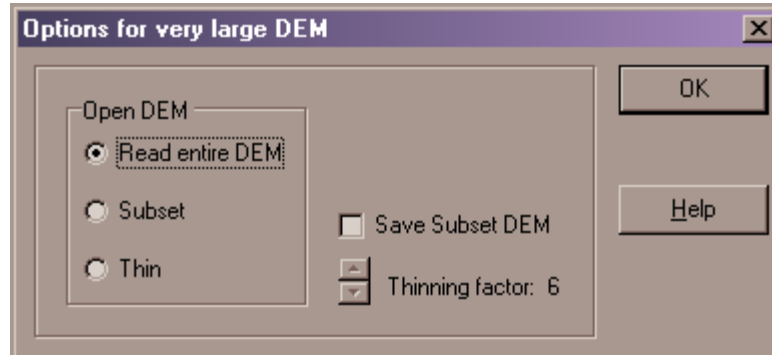 Options for very large DEM
Open DEM
Read entire DEM
Subset
Thin
Save Subset DEM
Thinning factor: 6
OK
Help